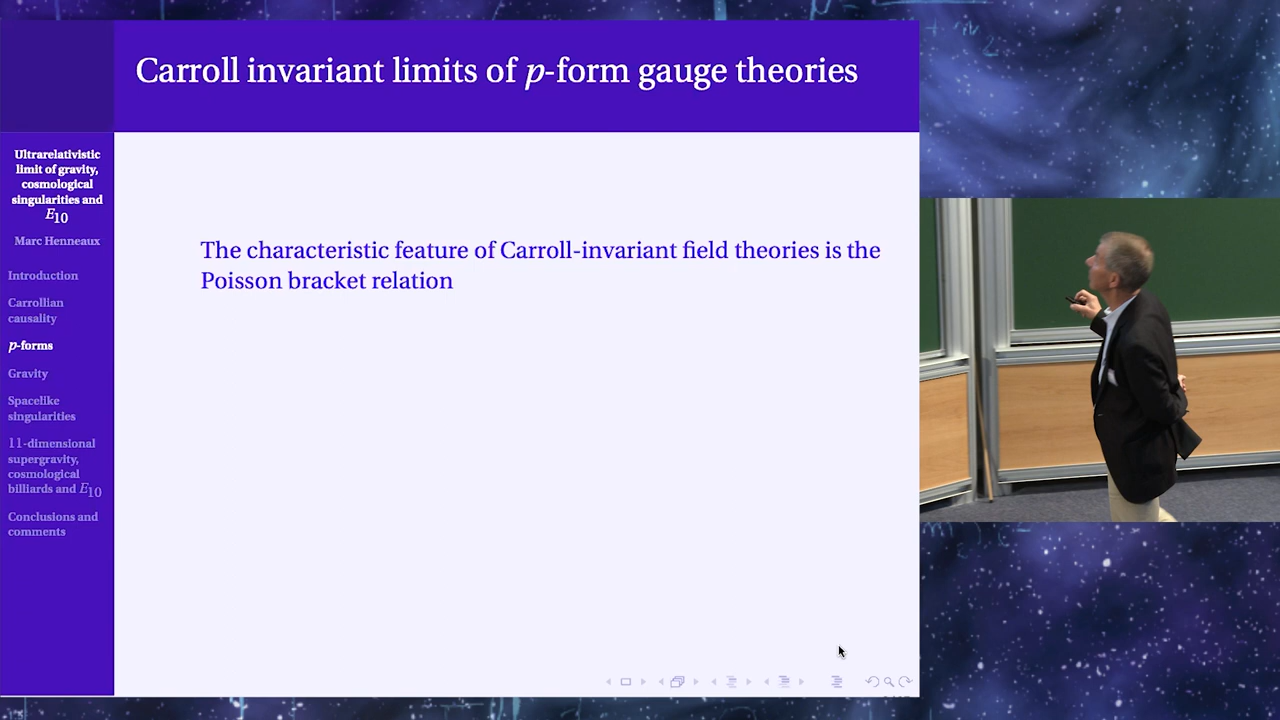 Carroll invariant limits of p-form gauge theories
Ultrarelativistic
limit of gravity,
cosmological
singularities and
E10
Marc Henneaux
Introduction
Carrollian
causality
p-forms
Gravity
Spacelike
singularities
11-dimensional
supergravity,
cosmological
billiards and E10
Conclusions and
comments
The characteristic feature of Carroll-invariant field theories is the
Poisson bracket relation